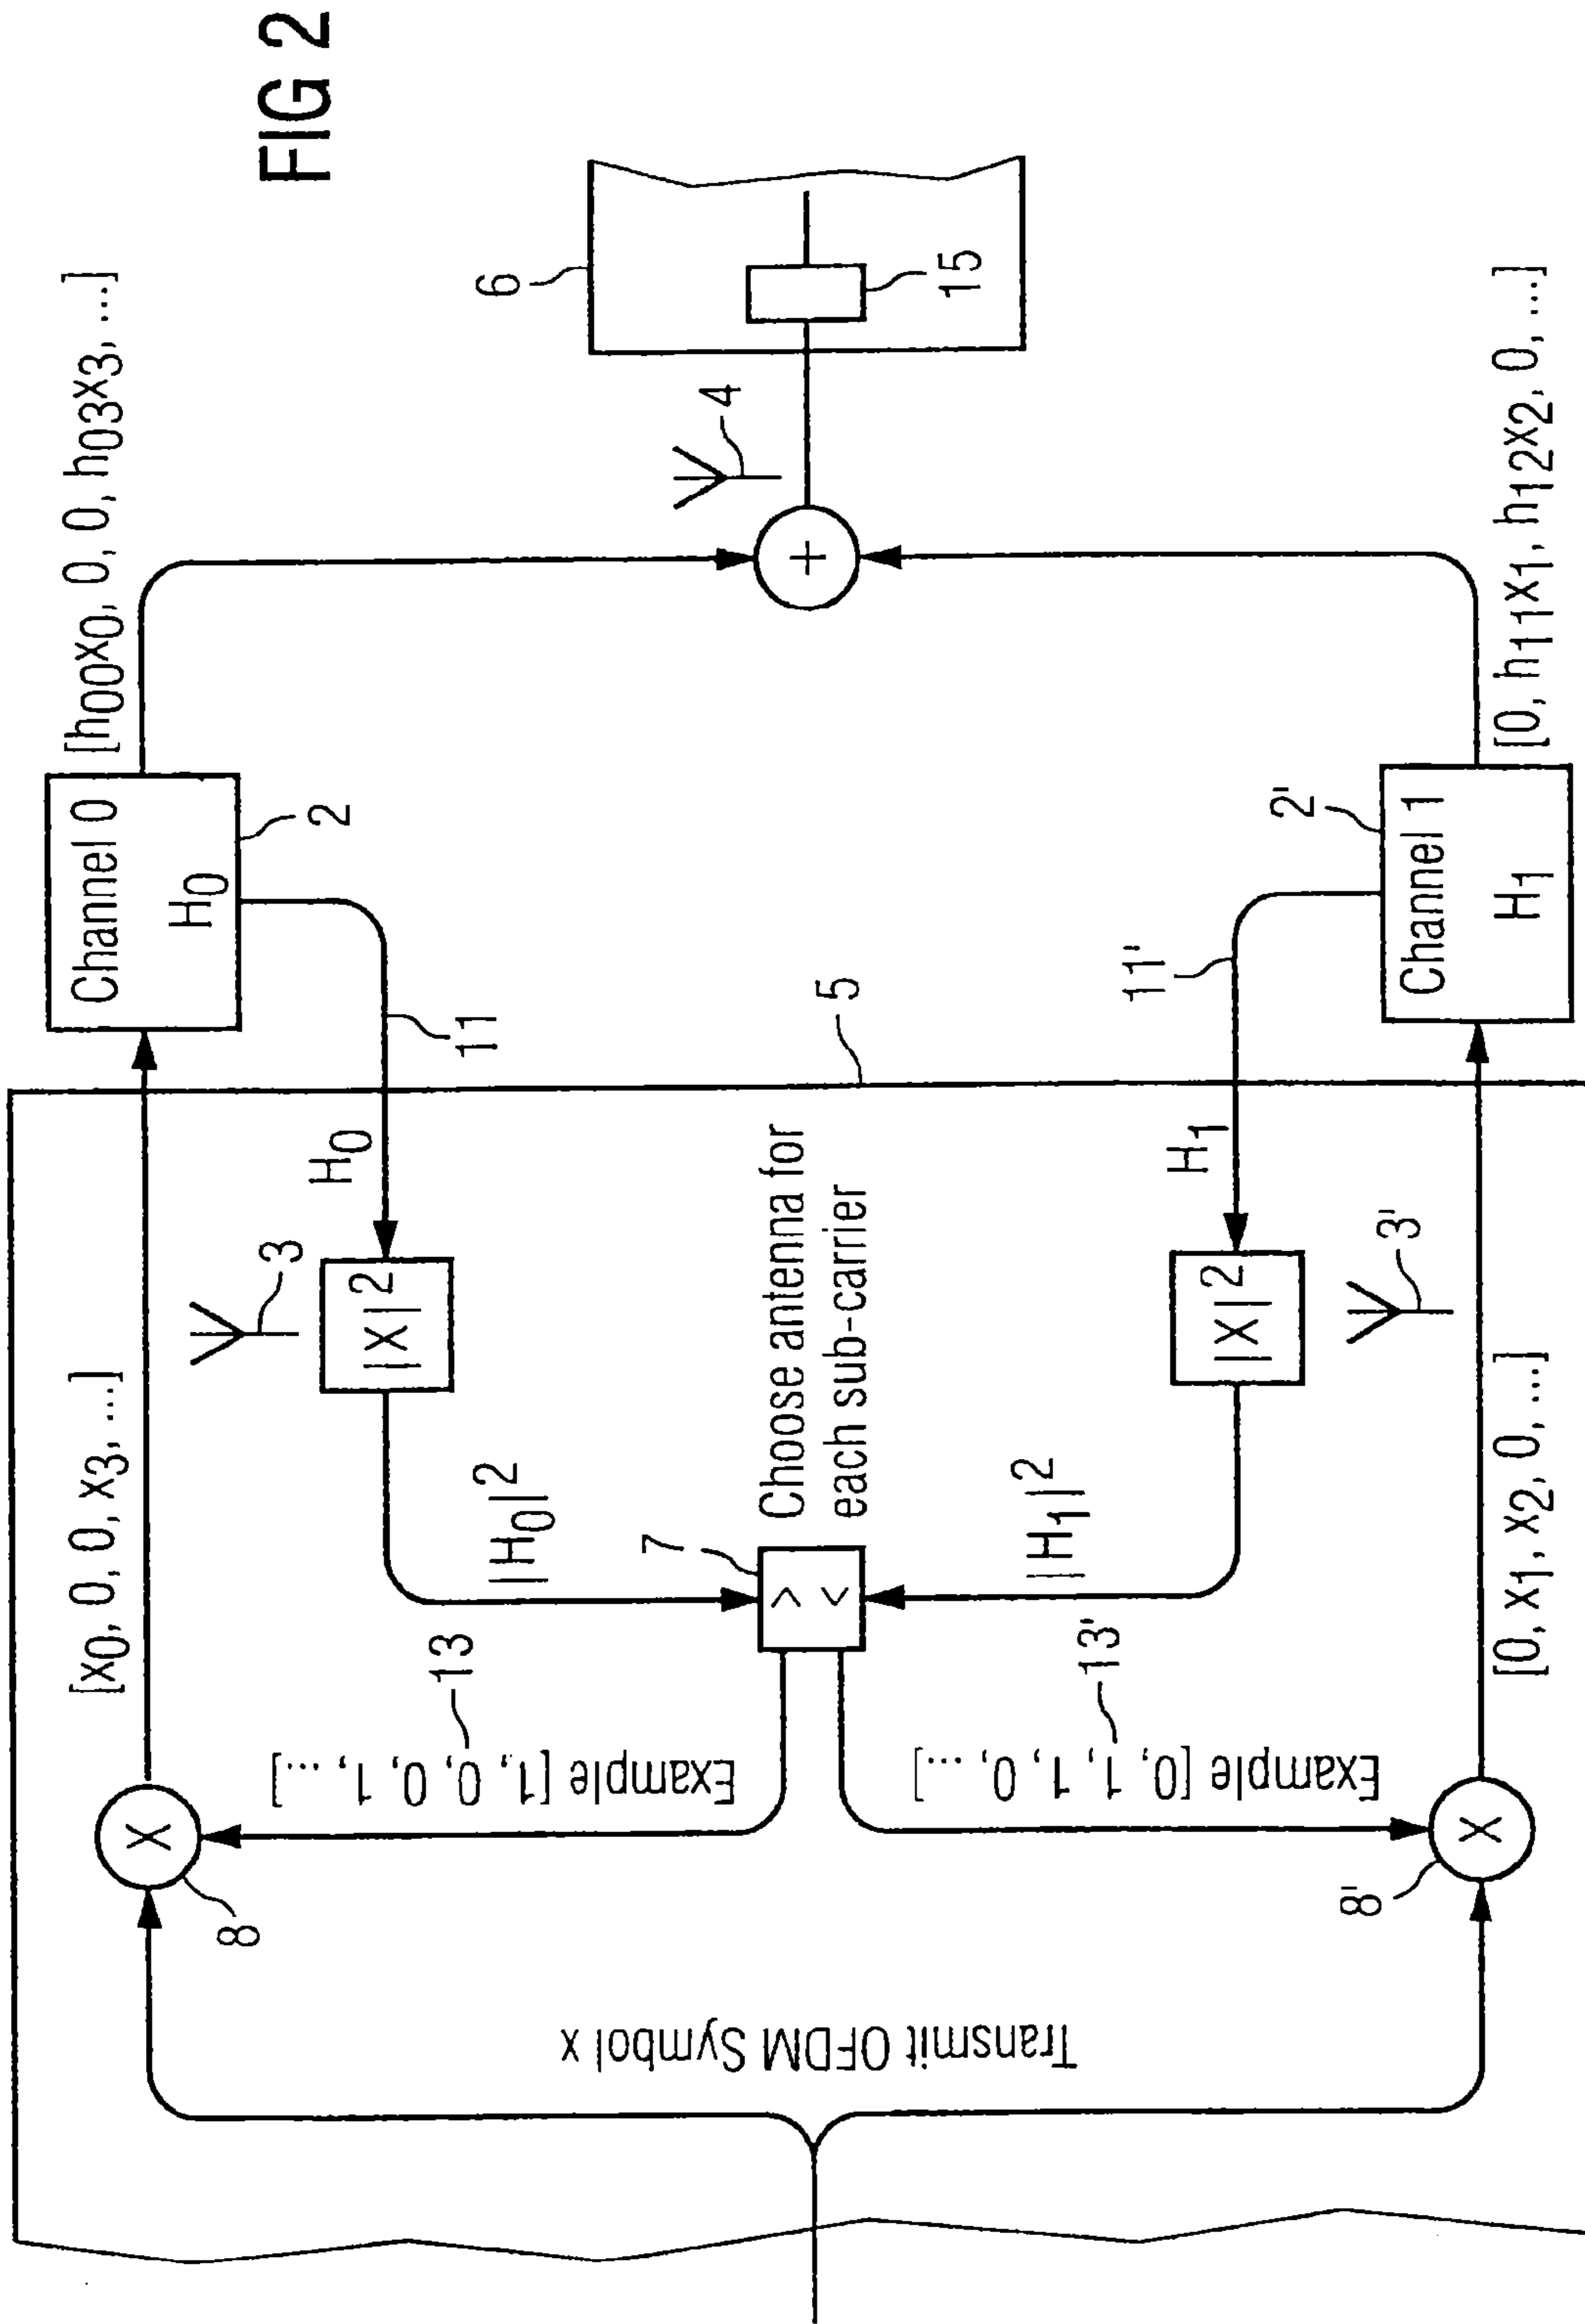 FIG 2
[h00x0, 0, 0, h03x3, ...]
Channel 0
H0
2
11
H0
[x0, 0, 0, x3, ...]
3
|X|2
|H0|2
13
Example [1, 0, 0, 1, ...]
X
8
6
15
4
+
5
Choose antenna for
each sub-carrier
7
>
<
Transmit OFDM Symbol x
[0, h11x1, h12x2, 0, ...]
2'
Channel 1
H1
11'
H1
|X|2
3'
|H1|2
13'
Example [0, 1, 1, 0, ...]
[0, x1, x2, 0, ...]
X
8'